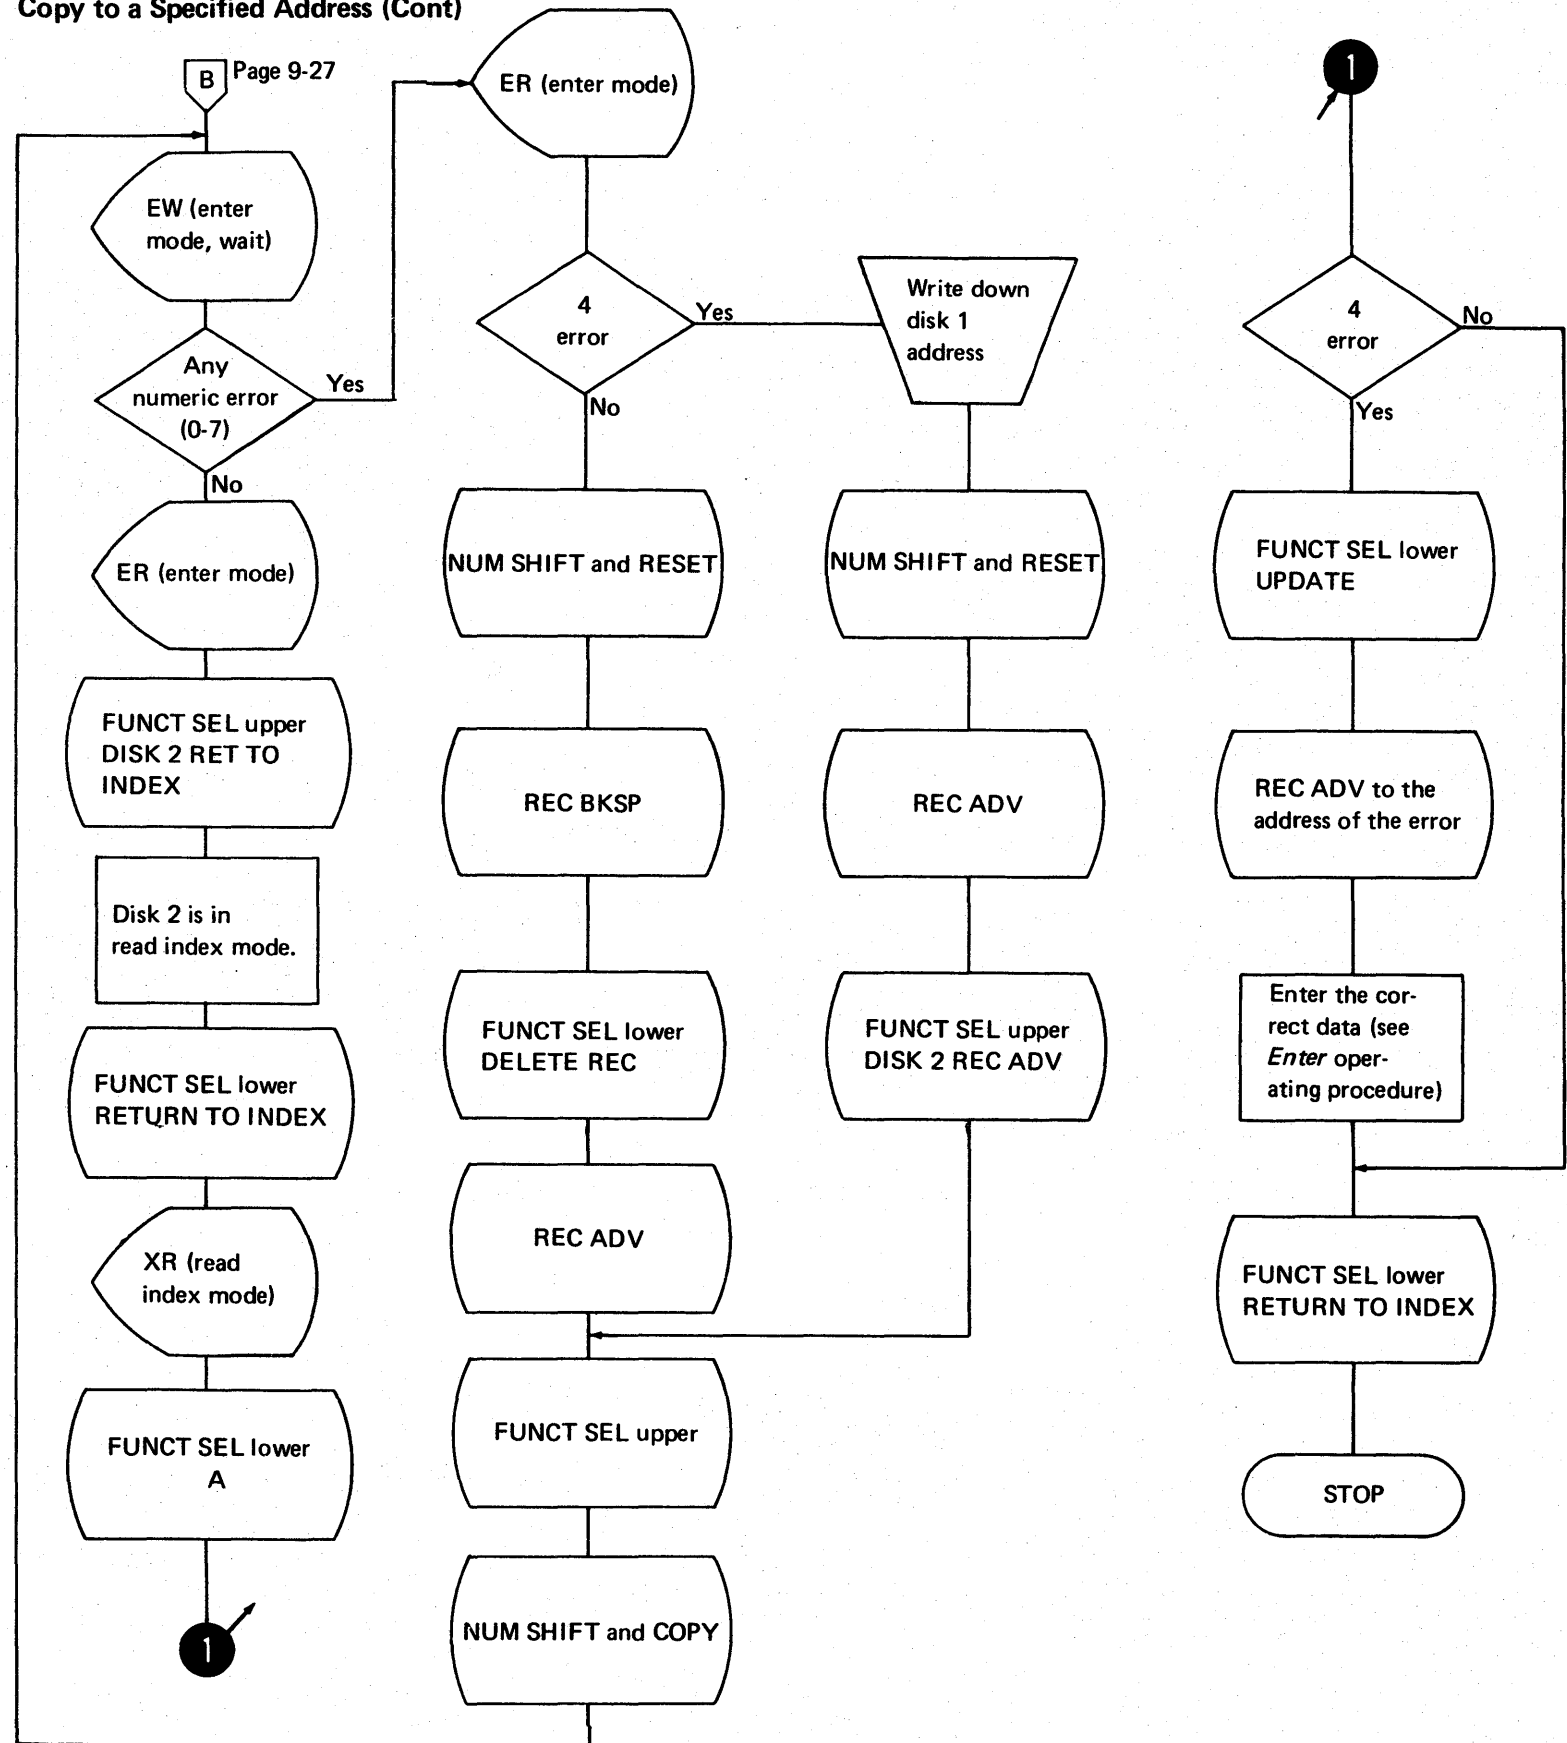 Copy to a Specified Address (Cont)
B
Page 9-27
EW (enter
mode, wait)
Any
numeric error
(0-7)
Yes
No
ER (enter mode)
FUNCT SEL upper
DISK 2 RET TO
INDEX
Disk 2 is in
read index mode.
FUNCT SEL lower
RETURN TO INDEX
XR (read
index mode)
FUNCT SEL lower
A
1
ER (enter mode)
4
error
Yes
No
NUM SHIFT and RESET
REC BKSP
FUNCT SEL lower
DELETE REC
REC ADV
FUNCT SEL upper
NUM SHIFT and COPY
Write down
disk 1
address
NUM SHIFT and RESET
REC ADV
FUNCT SEL upper
DISK 2 REC ADV
1
4
error
No
Yes
FUNCT SEL lower
UPDATE
REC ADV to the
address of the error
Enter the cor-
rect data (see
Enter oper-
ating procedure)
FUNCT SEL lower
RETURN TO INDEX
STOP